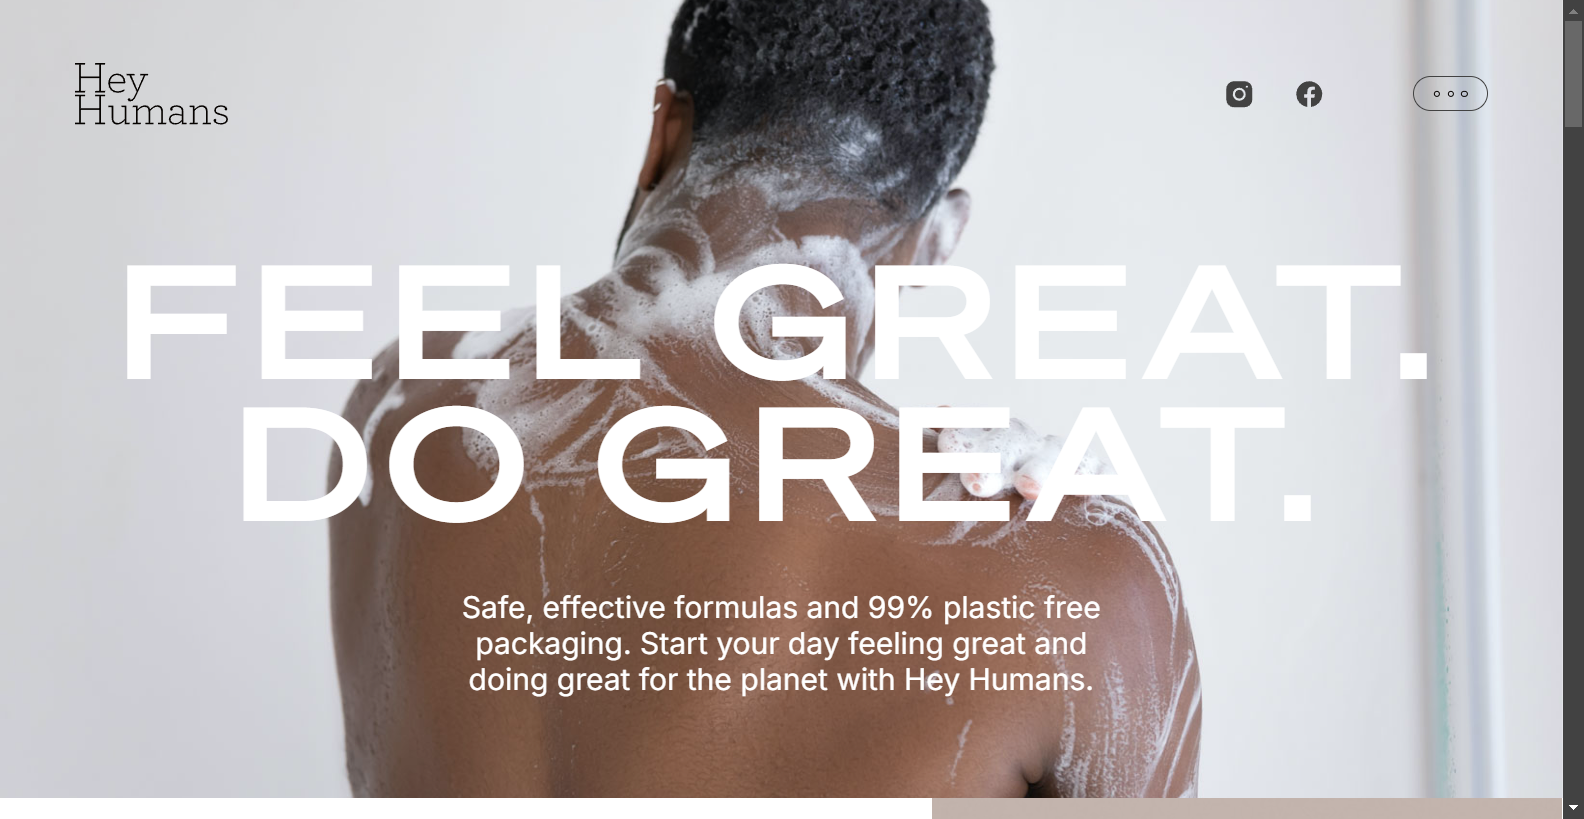 Hey
Humans
FEEL GREAT.
DO GREAT.
Safe, effective formulas and 99% plastic free
packaging. Start your day feeling great and
doing great for the planet with Hey Humans.